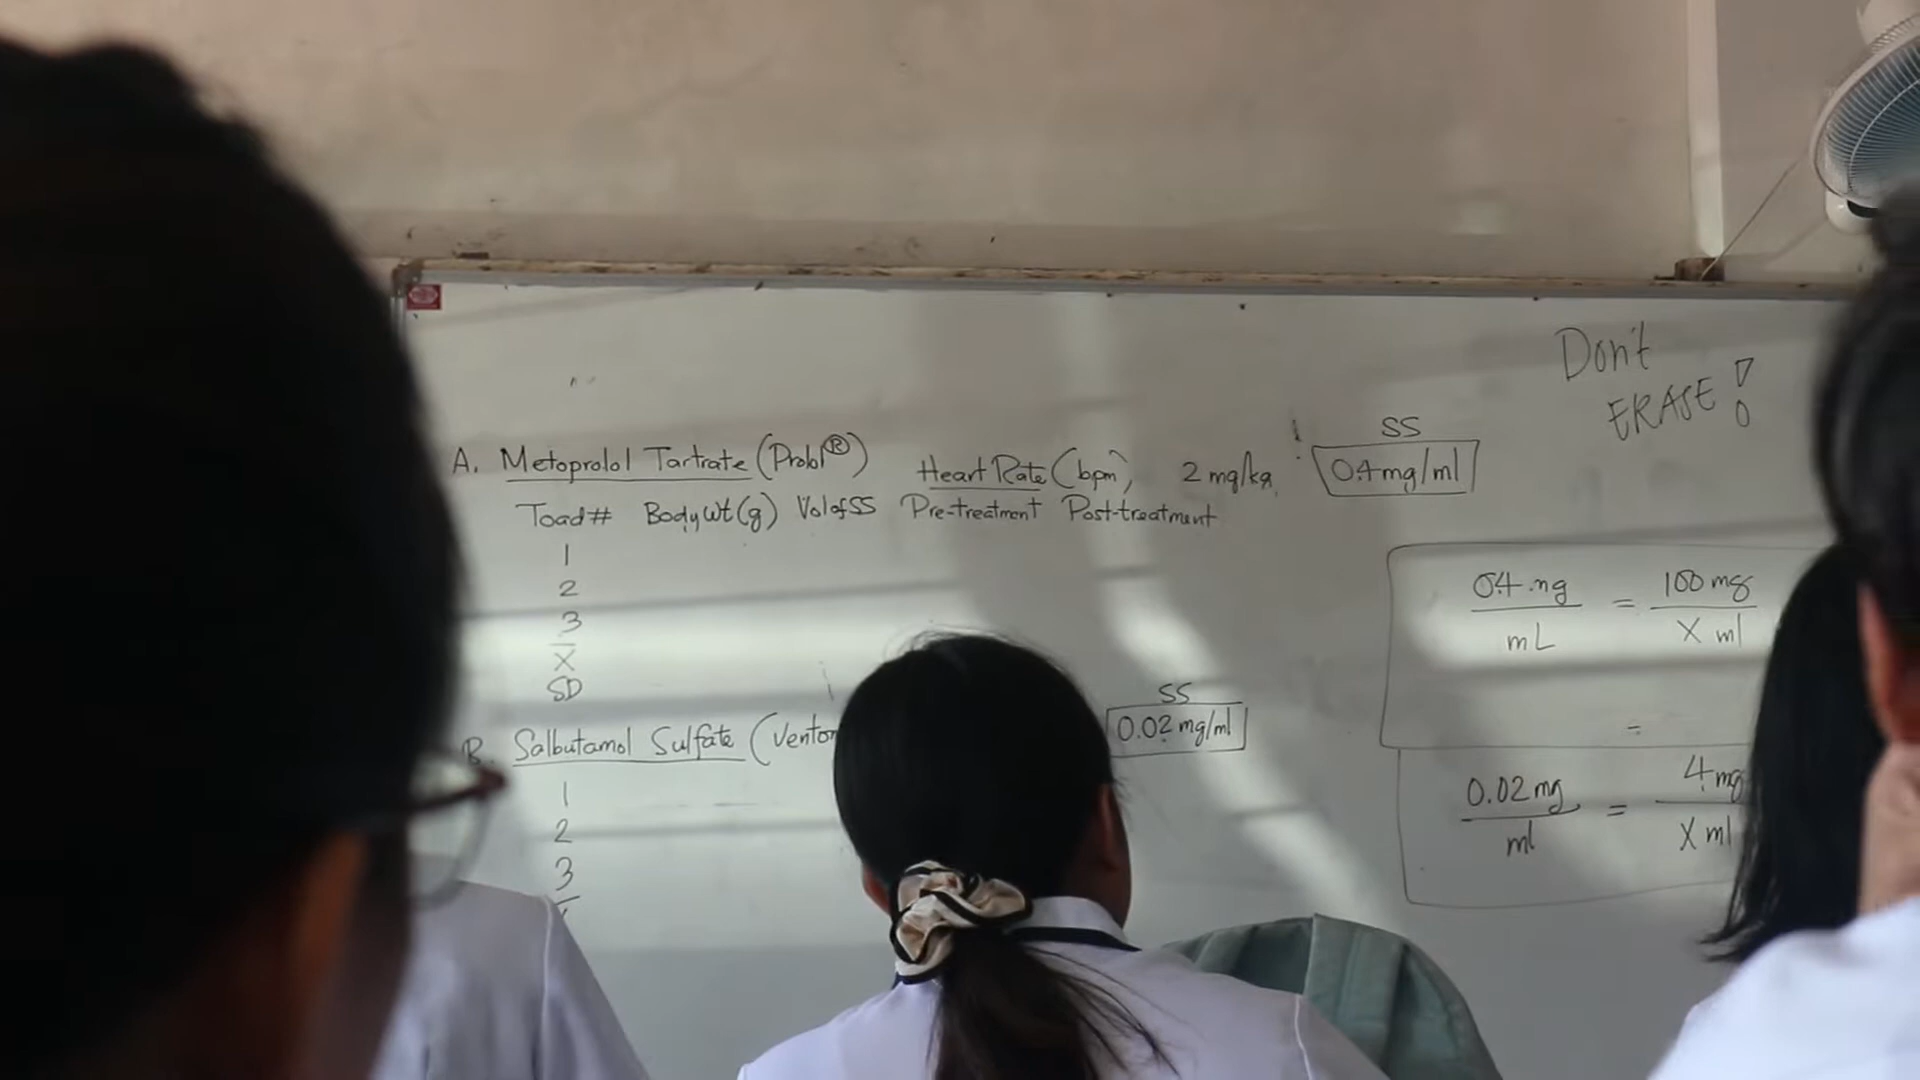 Don't
ERASE!
SS
A. Metoprolol Tartrate (Prolol®) Heart Rate (bpm) 2 mg/kg 0.4 mg/ml
Toad# Body Wt (g) Vol of SS Pre-treatment Post-treatment
1
2
3
X̄
SD
SS
B. Salbutamol Sulfate (Vento 0.02 mg/ml
1
2
3
0.4 mg = 100 mg
mL X ml
=
0.02 mg = 4 mg
ml X ml